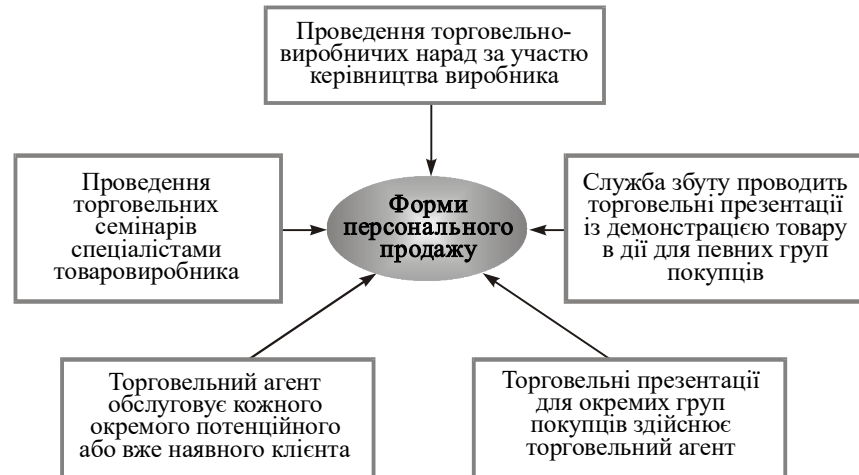 Проведення торговельно-
виробничих нарад за участю
керівництва виробника
Проведення
торговельних
семінарів
спеціалістами
товаровиробника
Форми
персонального
продажу
Служба збуту проводить
торговельні презентації
із демонстрацією товару
в дії для певних груп
покупців
Торговельний агент
обслуговує кожного
окремого потенційного
або вже наявного клієнта
Торговельні презентації
для окремих груп
покупців здійснює
торговельний агент